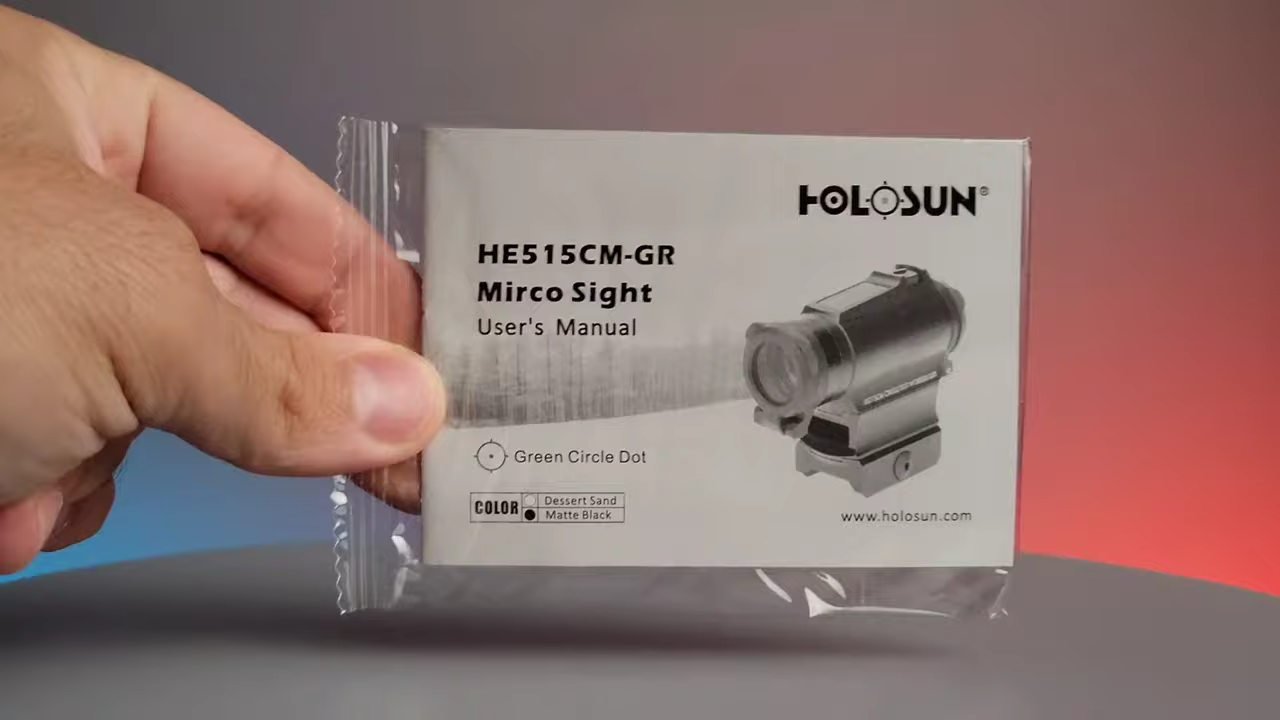 HOLOSUN®
HE515CM-GR
Mirco Sight
User's Manual
Green Circle Dot
COLOR
Dessert Sand
Matte Black
www.holosun.com